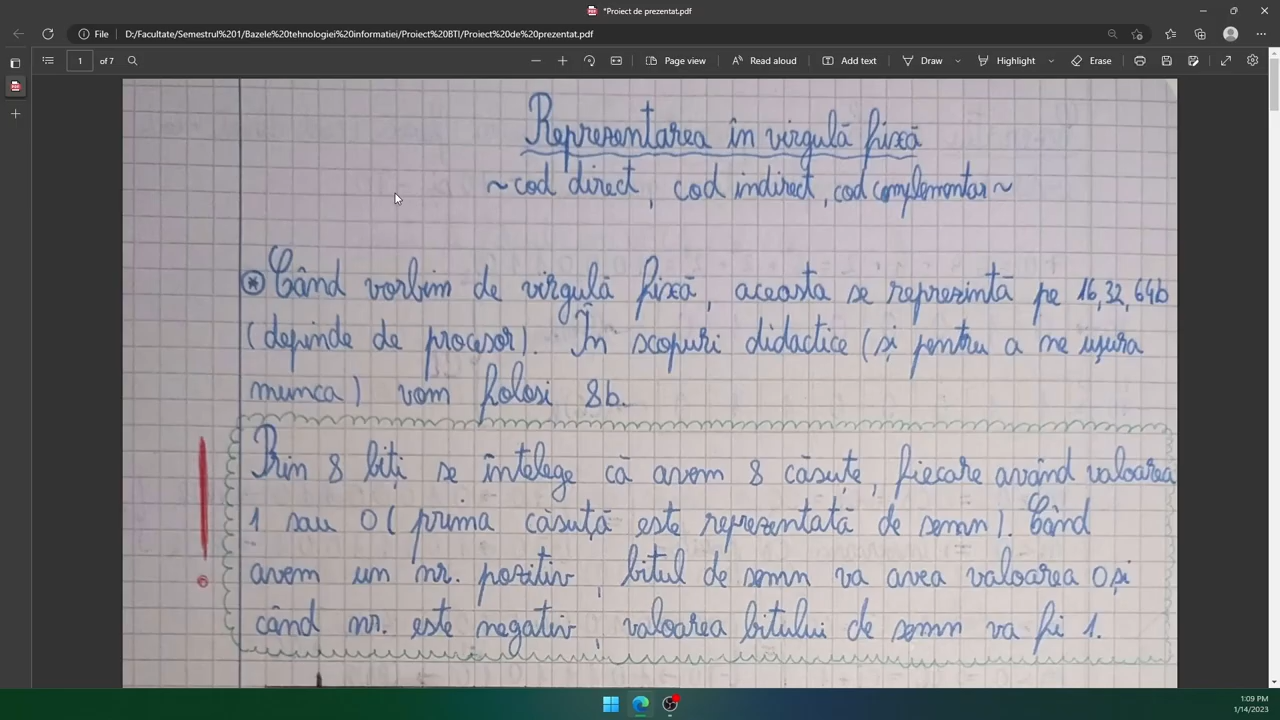 *Proiect de prezentat.pdf
File D:/Facultate/Semestrul%201/Bazele%20tehnologiei%20informatiei/Proiect%20BTI/Proiect%20de%20prezentat.pdf
1 of 7 Page view Read aloud Add text Draw Highlight Erase
Reprezentarea în virgulă fixă
~cod direct, cod indirect, cod complementar~
Când vorbim de virgulă fixă, aceasta se reprezintă pe 16,32,64b
(depinde de procesor). În scopuri didactice (și pentru a ne ușura
munca) vom folosi 8b.
Prin 8 biți se întelege că avem 8 căsuțe, fiecare având valoarea
1 sau 0 (prima căsuță este reprezentată de semn). Când
avem un nr. pozitiv, bitul de semn va avea valoarea 0, și
când nr. este negativ, valoarea bitului de semn va fi 1.
1:09 PM
1/14/2023